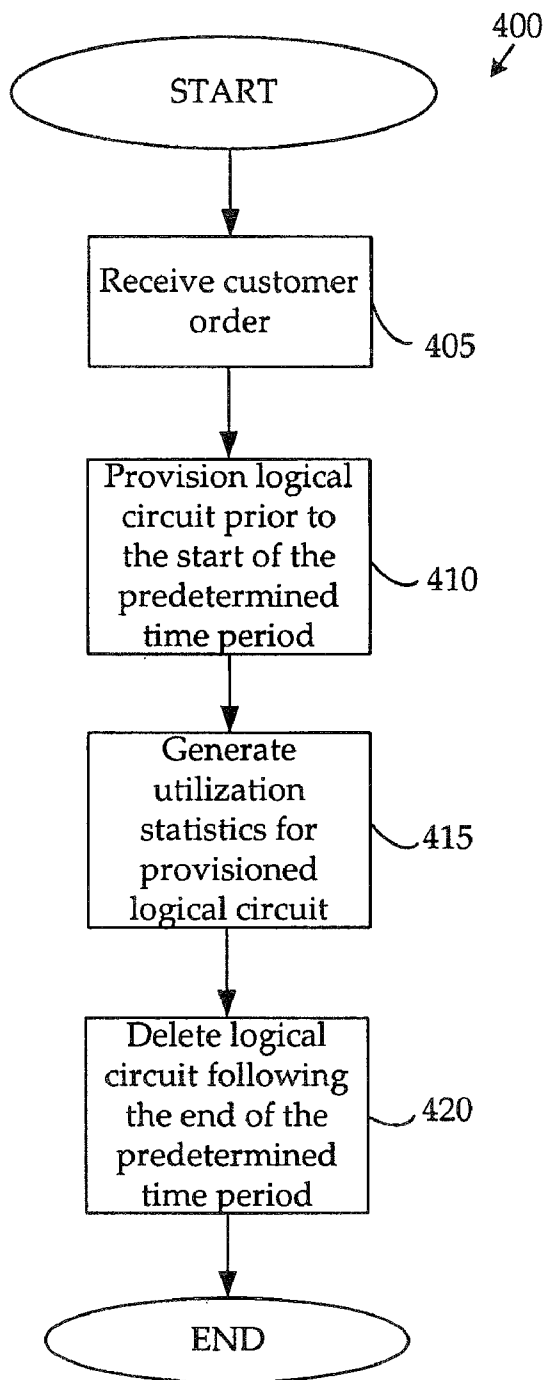 400
START
Receive customer
order
405
Provision logical
circuit prior to
the start of the
predetermined
time period
410
Generate
utilization
statistics for
provisioned
logical circuit
415
Delete logical
circuit following
the end of the
predetermined
time period
420
END